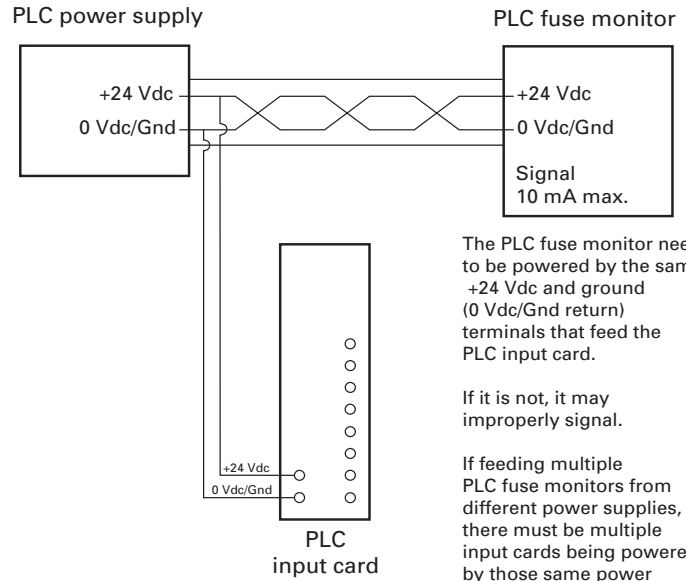 PLC power supply
PLC fuse monitor
+24 Vdc
0 Vdc/Gnd
+24 Vdc
0 Vdc/Gnd
Signal
10 mA max.
The PLC fuse monitor
to be powered by the
+24 Vdc and ground
(0 Vdc/Gnd return)
terminals that feed the
PLC input card.
If it is not, it may
improperly signal.
If feeding multiple
PLC fuse monitors from
different power supplies,
there must be multiple
input cards being
by those same power
+24 Vdc
0 Vdc/Gnd
PLC
input card